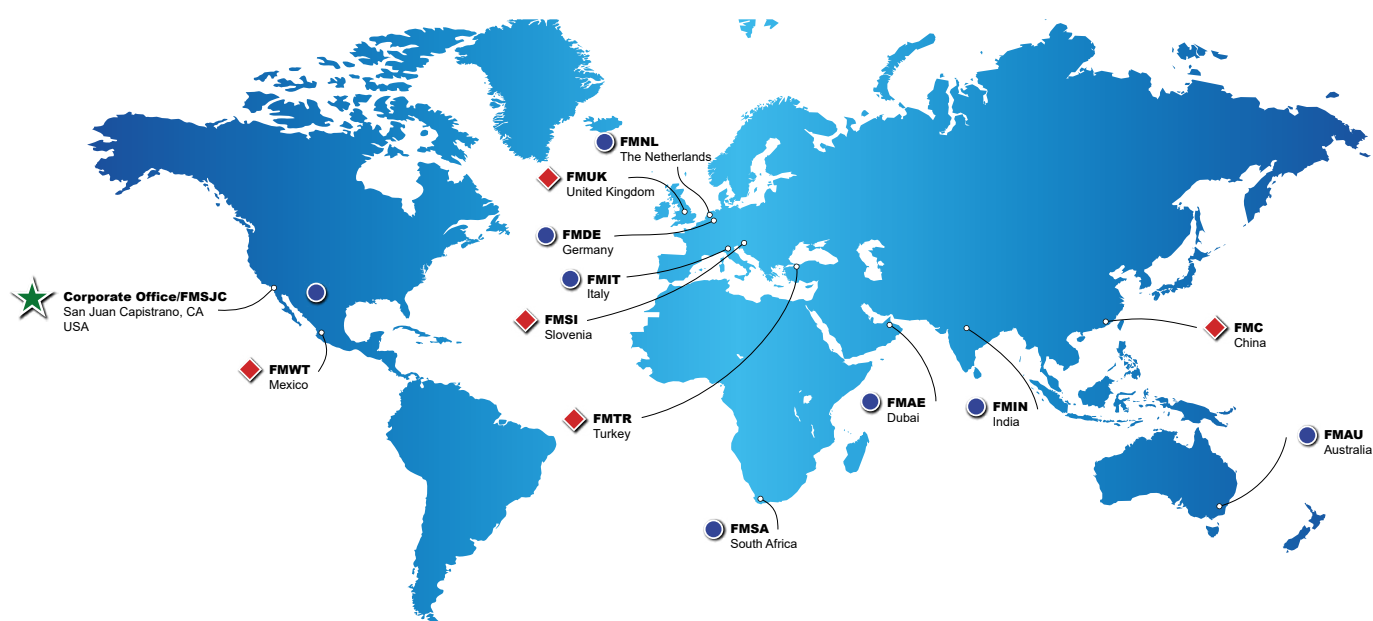 FMNL
The Netherlands
FMUK
United Kingdom
FMDE
Germany
FMIT
Italy
Corporate Office/FMSJC
San Juan Capistrano, CA
USA
FMSI
Slovenia
FMC
China
FMWT
Mexico
FMTR
Turkey
FMAE
Dubai
FMIN
India
FMAU
Australia
FMSA
South Africa